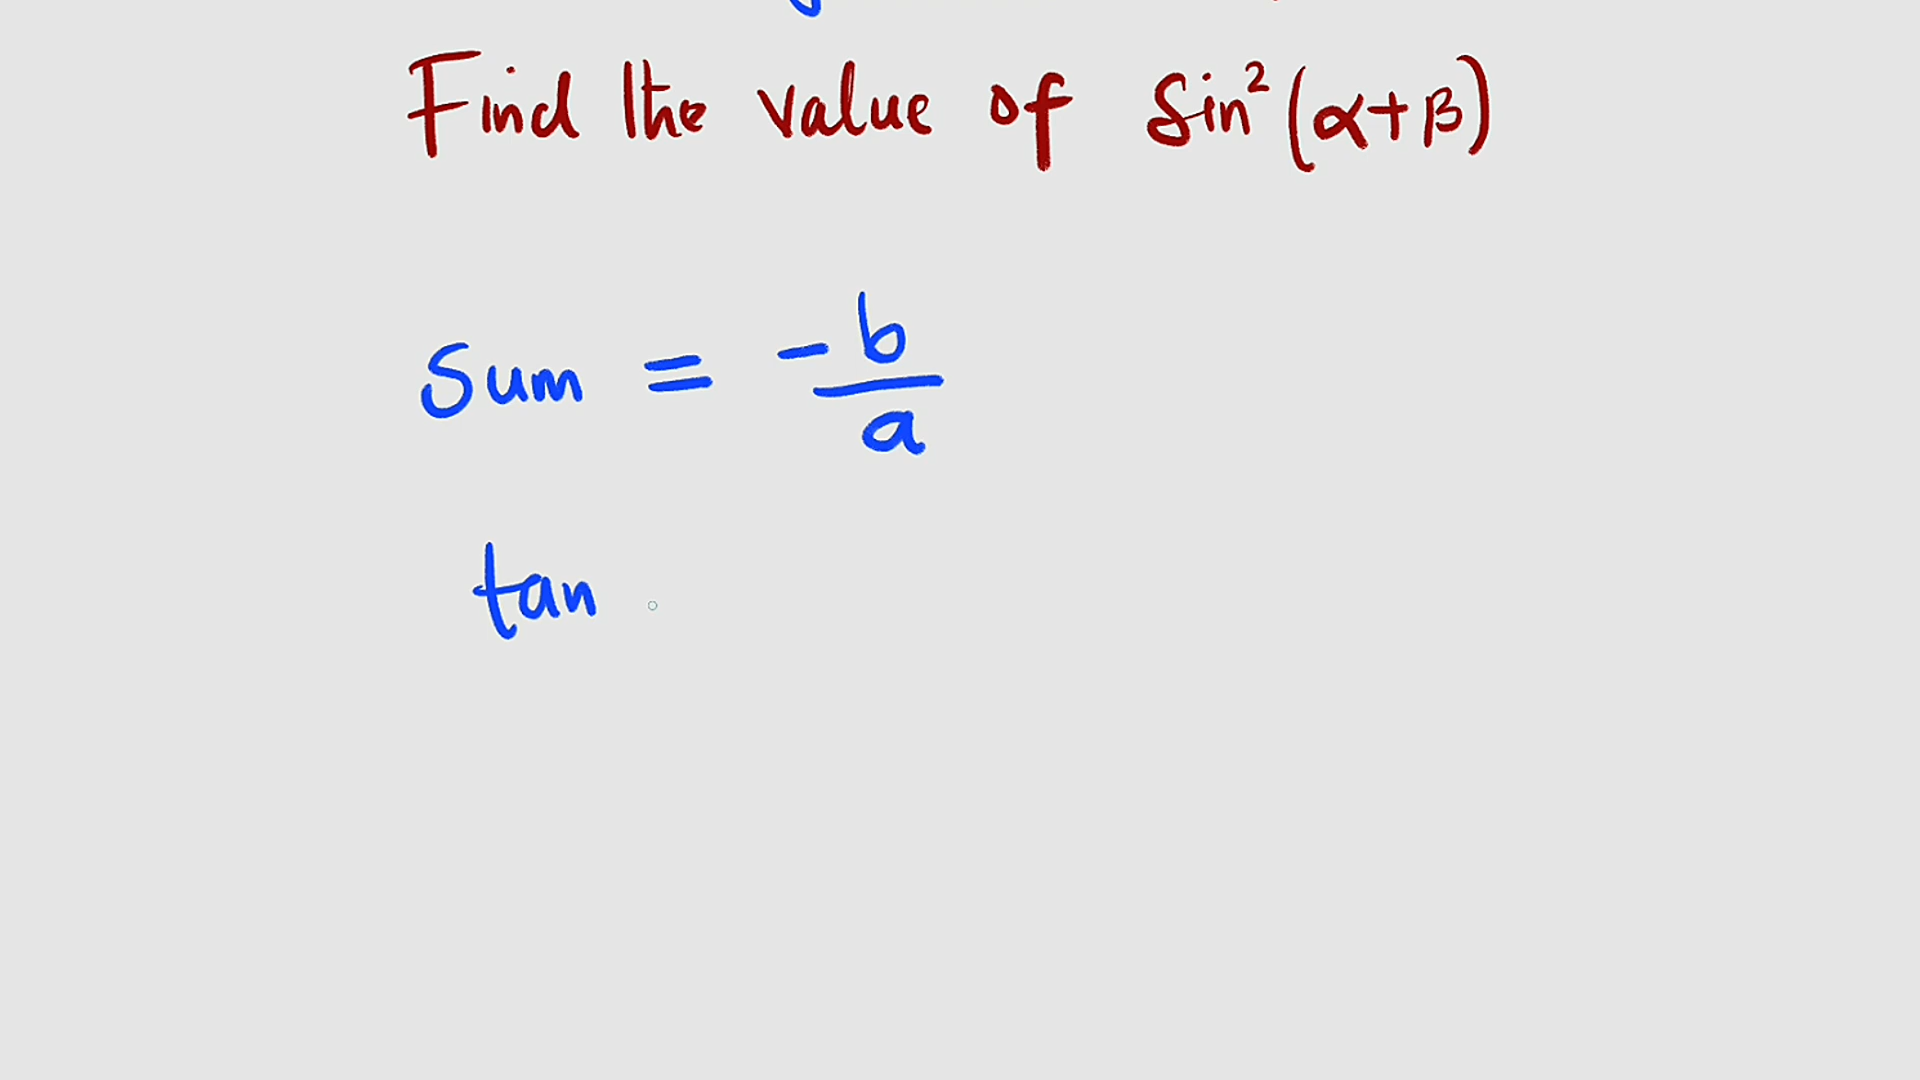 Find the value of Sin²(α+β)
Sum = -b/a
tan